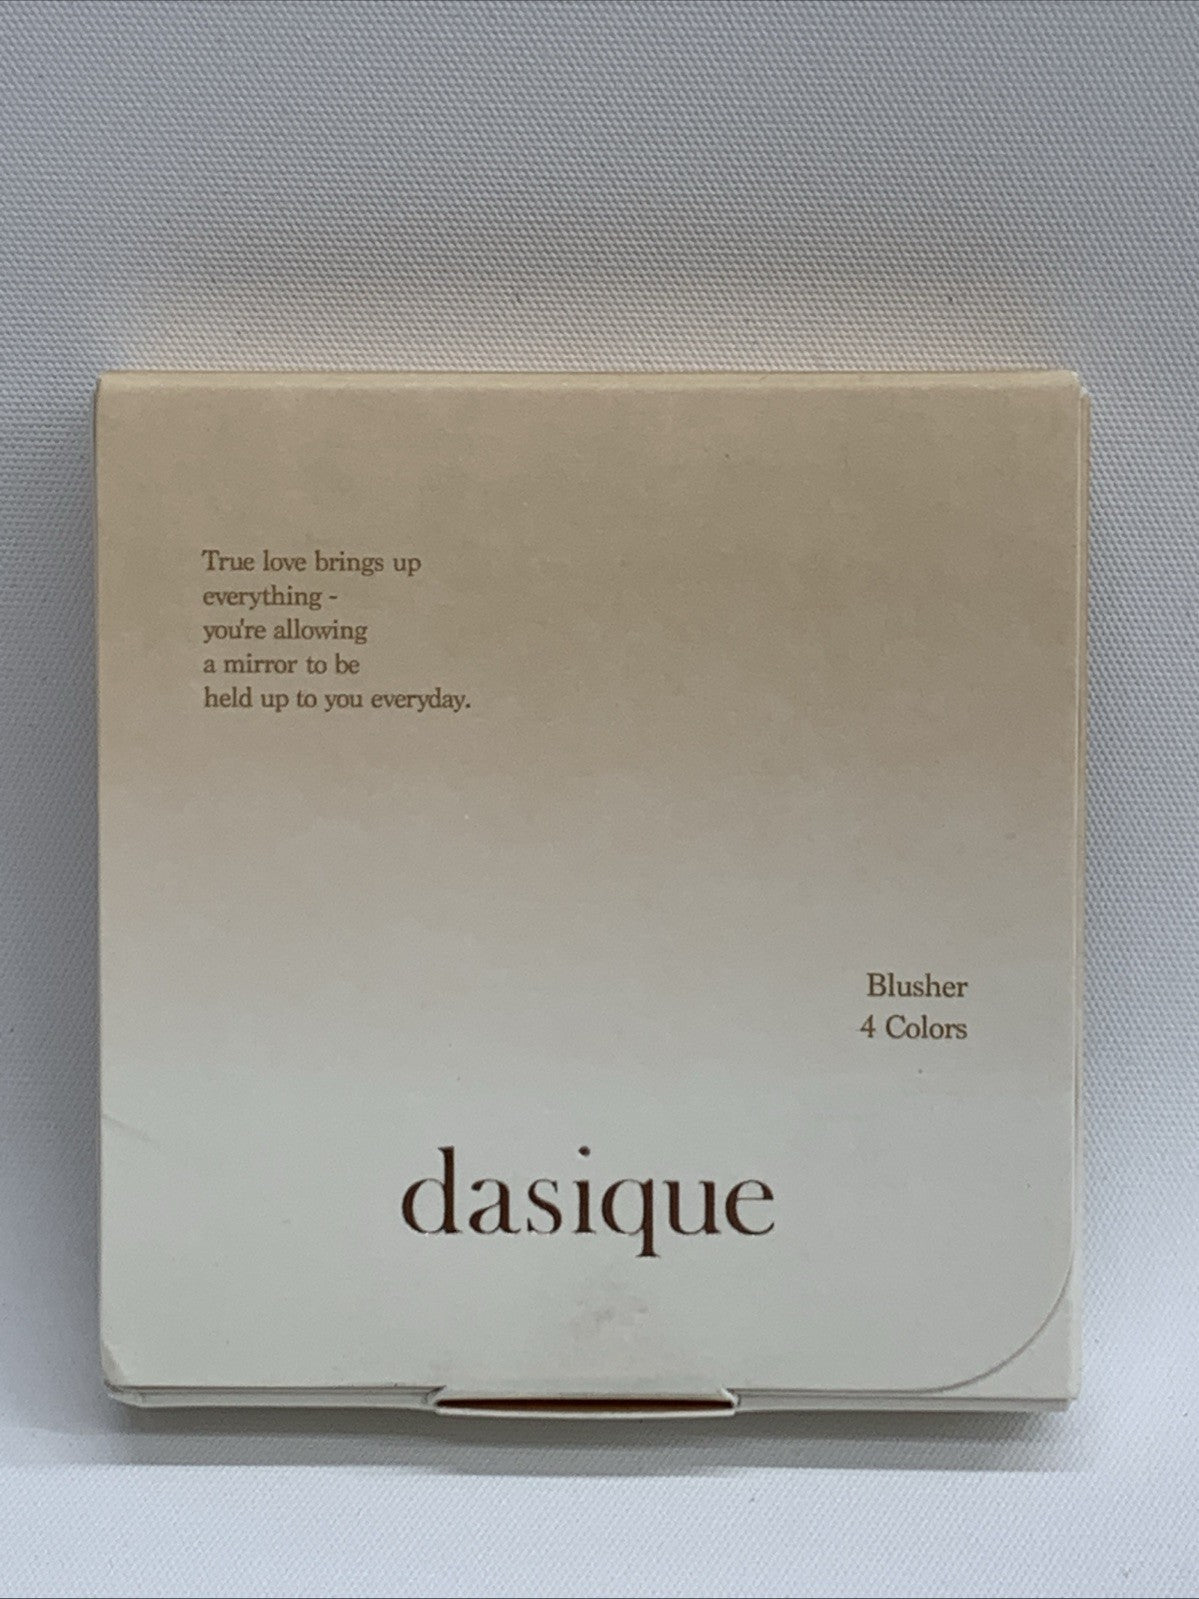 True love brings up
everything -
you're allowing
a mirror to be
held up to you everyday.
Blusher
4 Colors
dasique